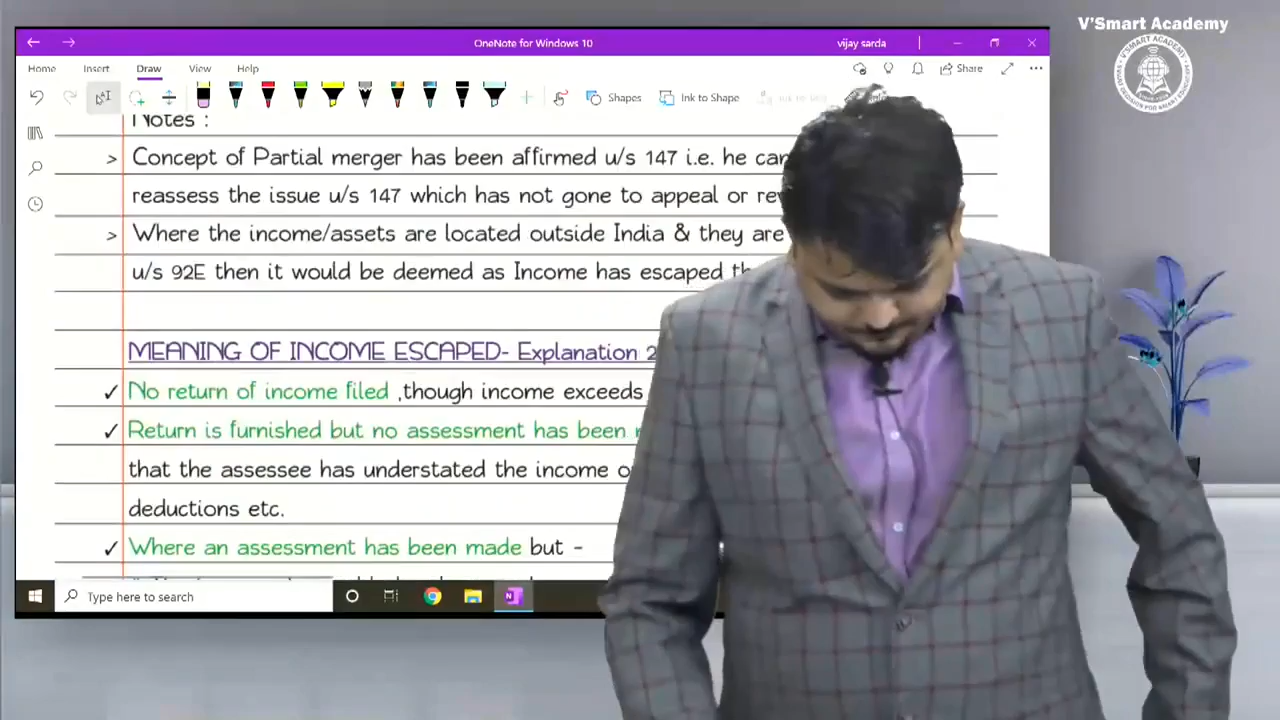 V'Smart Academy
OneNote for Windows 10
vijay sarda
Home Insert Draw View Help
Share
Shapes
Ink to Shape
Notes :
> Concept of Partial merger has been affirmed u/s 147 i.e. he can
reassess the issue u/s 147 which has not gone to appeal or
> Where the income/assets are located outside India & they are
u/s 92E then it would be deemed as Income has escaped
MEANING OF INCOME ESCAPED- Explanation 2
✓ No return of income filed ,though income exceeds
✓ Return is furnished but no assessment has been
that the assessee has understated the income
deductions etc.
✓ Where an assessment has been made but -
Type here to search